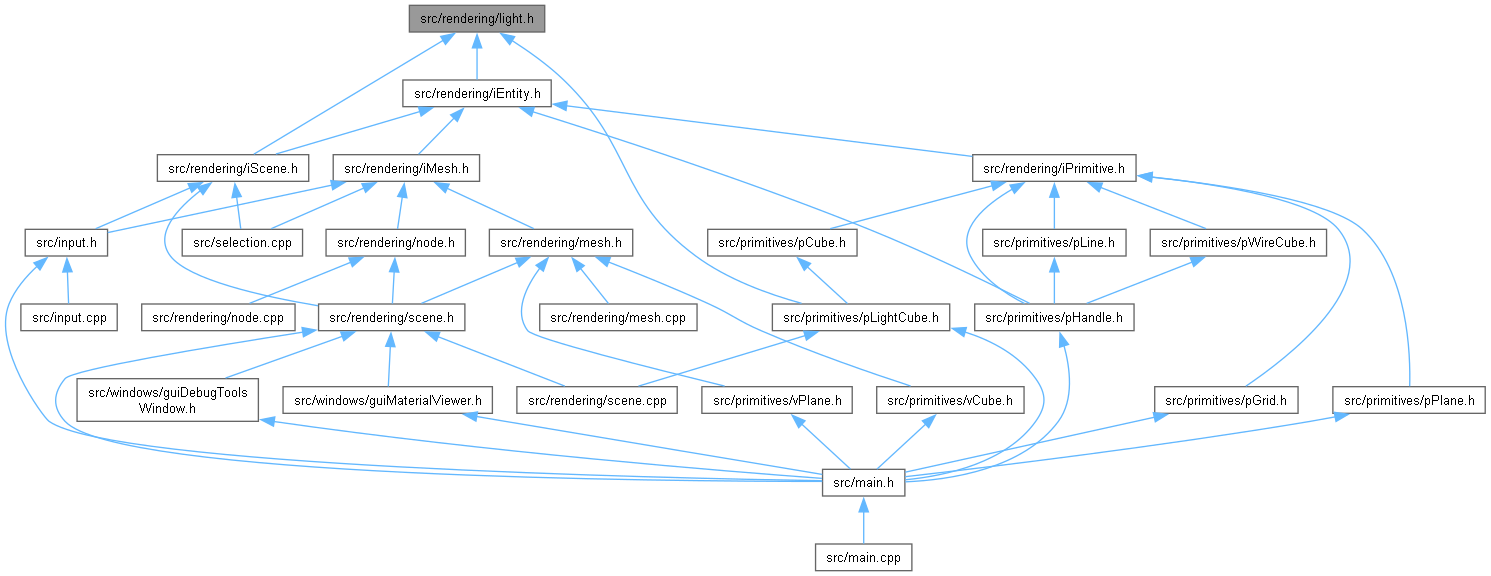 src/rendering/light.h
src/rendering/iEntity.h
src/rendering/iScene.h
src/rendering/iMesh.h
src/rendering/iPrimitive.h
src/input.h
src/selection.cpp
src/rendering/node.h
src/rendering/mesh.h
src/primitives/pCube.h
src/primitives/pLine.h
src/primitives/pWireCube.h
src/input.cpp
src/rendering/node.cpp
src/rendering/scene.h
src/rendering/mesh.cpp
src/primitives/pLightCube.h
src/primitives/pHandle.h
src/windows/guiDebugTools
Window.h
src/windows/guiMaterialViewer.h
src/rendering/scene.cpp
src/primitives/vPlane.h
src/primitives/vCube.h
src/primitives/pGrid.h
src/primitives/pPlane.h
src/main.h
src/main.cpp